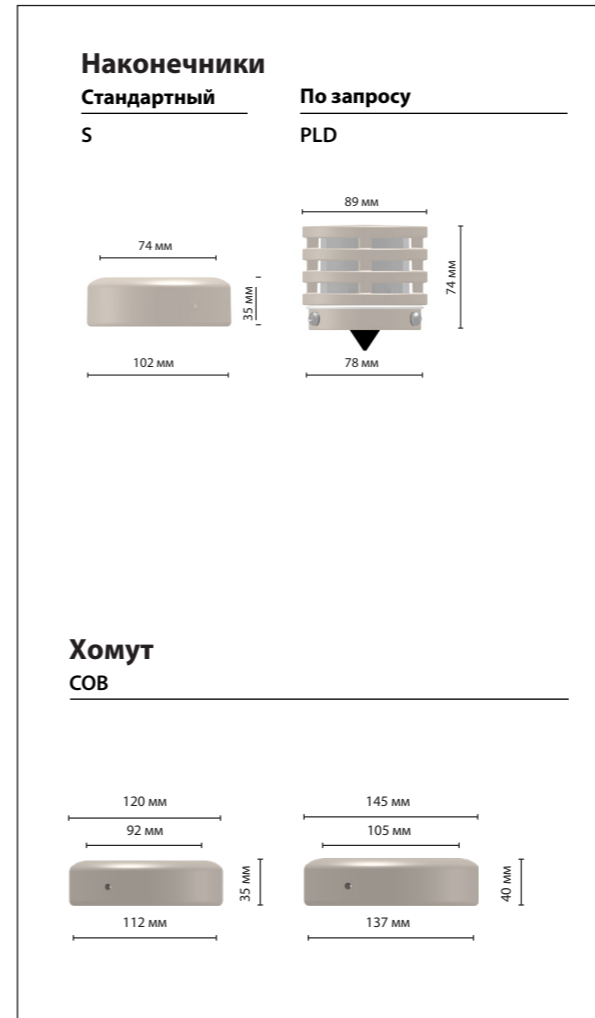 Наконечники
Стандартный
По запросу
S
PLD
89 мм
74 мм
35 мм
74 мм
102 мм
78 мм
Хомут
COB
120 мм
145 мм
92 мм
105 мм
35 мм
40 мм
112 мм
137 мм